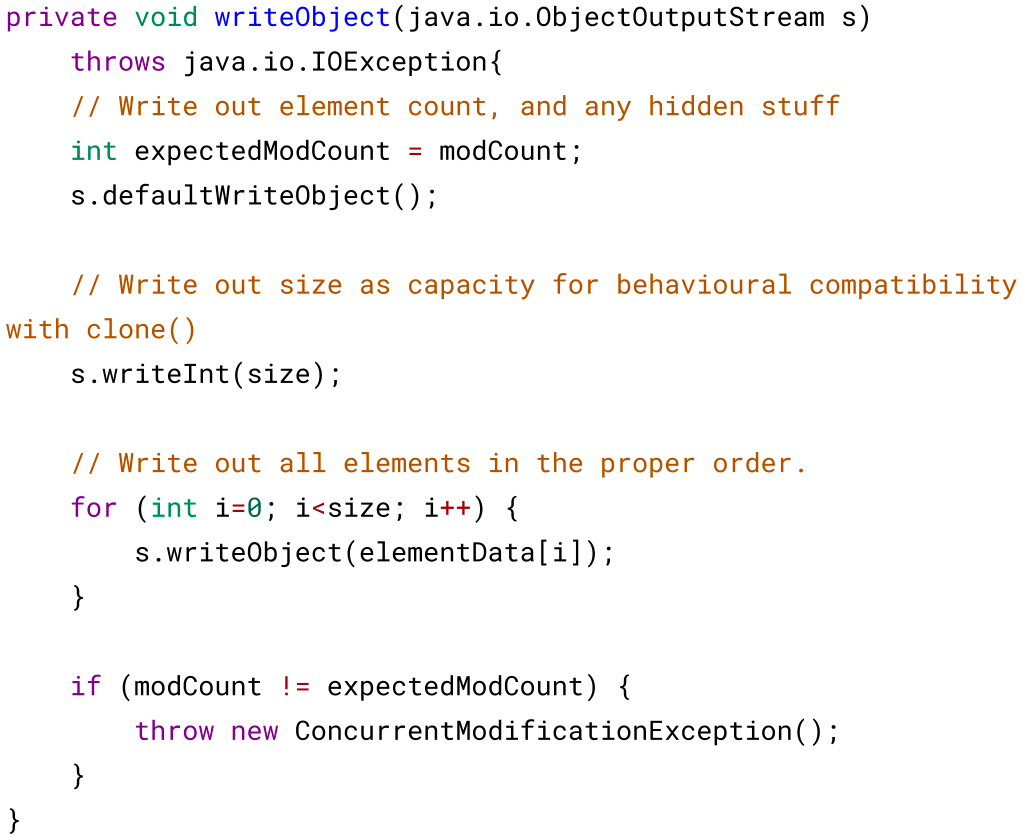 private void writeObject(java.io.ObjectOutputStream s)
    throws java.io.IOException{
    // Write out element count, and any hidden stuff
    int expectedModCount = modCount;
    s.defaultWriteObject();

    // Write out size as capacity for behavioural compatibility
with clone()
    s.writeInt(size);

    // Write out all elements in the proper order.
    for (int i=0; i<size; i++) {
        s.writeObject(elementData[i]);
    }

    if (modCount != expectedModCount) {
        throw new ConcurrentModificationException();
    }
}